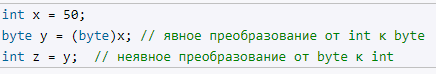 int x = 50;
byte y = (byte)x; // явное преобразование от int к byte
int z = y;  // неявное преобразование от byte к int